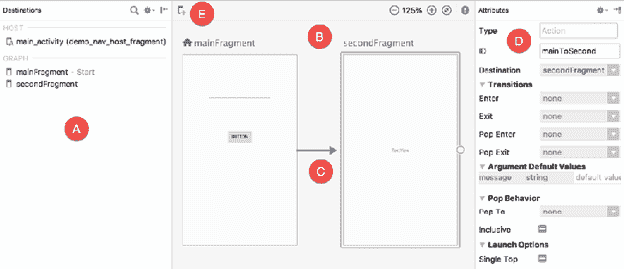 Destinations
HOST
main_activity (demo_nav_host_fragment)
GRAPH
mainFragment - Start
secondFragment
A
E
125%
B
mainFragment
secondFragment
BUTTON
C
Attributes
Type Action
D
ID mainToSecond
Destination secondFragment
Transitions
Enter none
Exit none
Pop Enter none
Pop Exit none
Argument Default Values
message string default value
Pop Behavior
Pop To none
Inclusive
Launch Options
Single Top